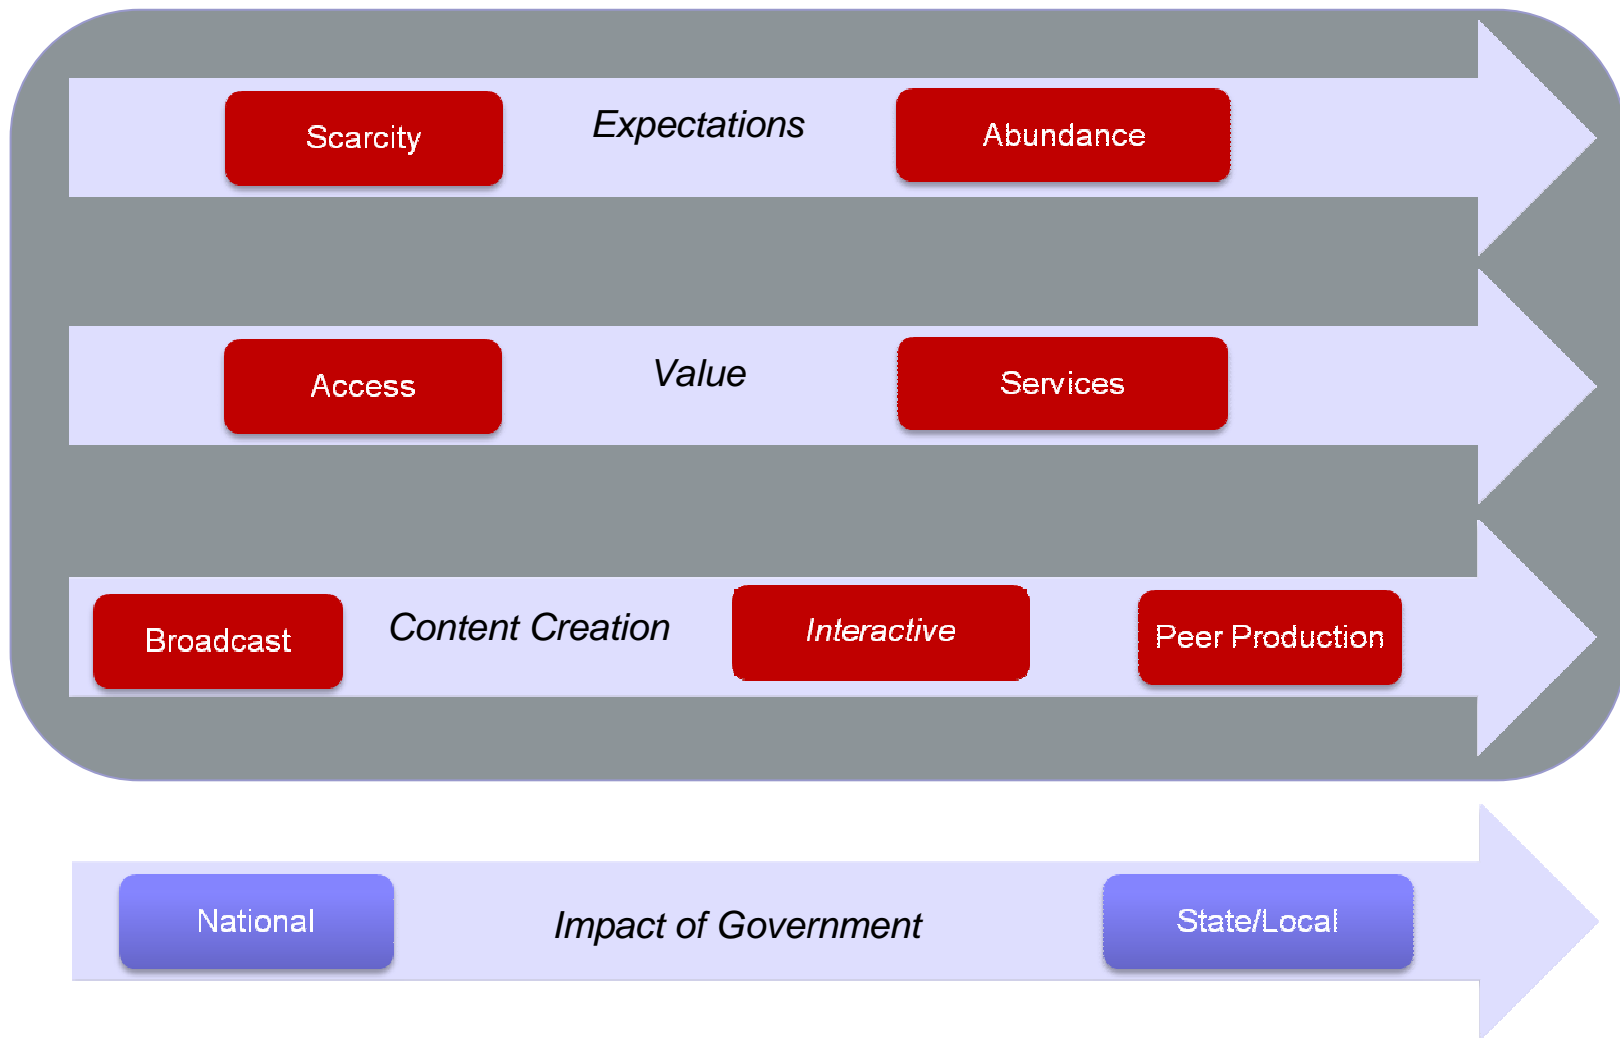 Scarcity
Expectations
Abundance
Access
Value
Services
Broadcast
Content Creation
Interactive
Peer Production
National
Impact of Government
State/Local